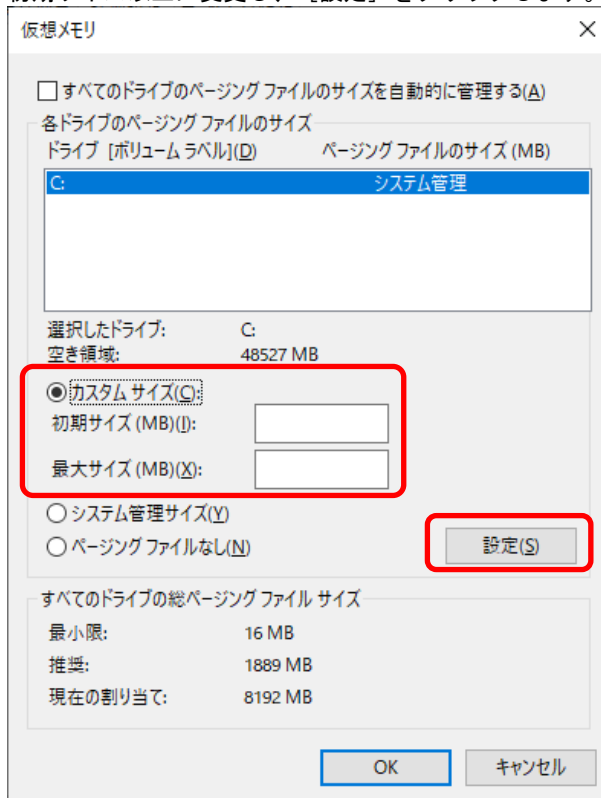 仮想メモリ
すべてのドライブのページング ファイルのサイズを自動的に管理する(A)
各ドライブのページング ファイルのサイズ
ドライブ [ボリューム ラベル](D) ページング ファイルのサイズ (MB)
C: システム管理
選択したドライブ: C:
空き領域: 48527 MB
カスタム サイズ(C):
初期サイズ (MB)(I):
最大サイズ (MB)(X):
システム管理サイズ(Y)
ページング ファイルなし(N) 設定(S)
すべてのドライブの総ページング ファイル サイズ
最小限: 16 MB
推奨: 1889 MB
現在の割り当て: 8192 MB
OK キャンセル